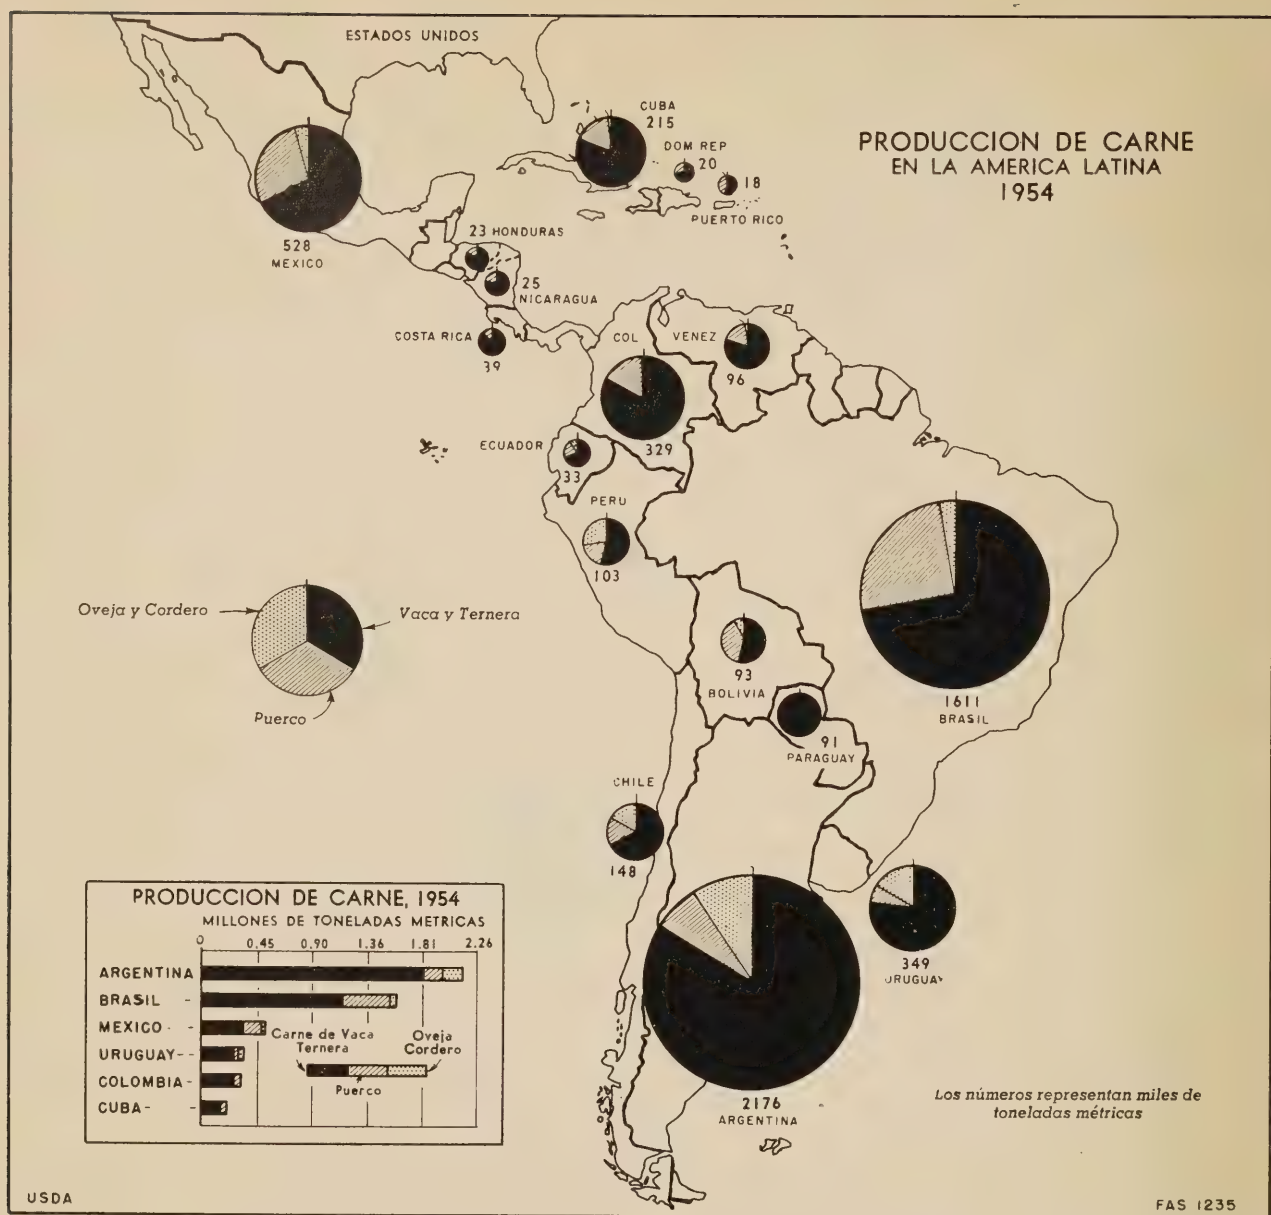 ESTADOS UNIDOS
PRODUCCION DE CARNE
EN LA AMERICA LATINA
1954
CUBA
215
DOM REP
20
18
PUERTO RICO
528
MEXICO
23 HONDURAS
25
NICARAGUA
COSTA RICA
39
COL
VENEZ
96
329
ECUADOR
33
PERU
103
Oveja y Cordero
Vaca y Ternera
Puerco
93
BOLIVIA
1611
BRASIL
91
PARAGUAY
CHILE
148
349
URUGUAY
2176
ARGENTINA
PRODUCCION DE CARNE, 1954
MILLONES DE TONELADAS METRICAS
0 0.45 0.90 1.36 1.81 2.26
ARGENTINA
BRASIL -
MEXICO - -
URUGUAY--
COLOMBIA -
CUBA- -
Carne de Vaca
Ternera
Oveja
Cordero
Puerco
Los números representan miles de
toneladas métricas
USDA
FAS 1235